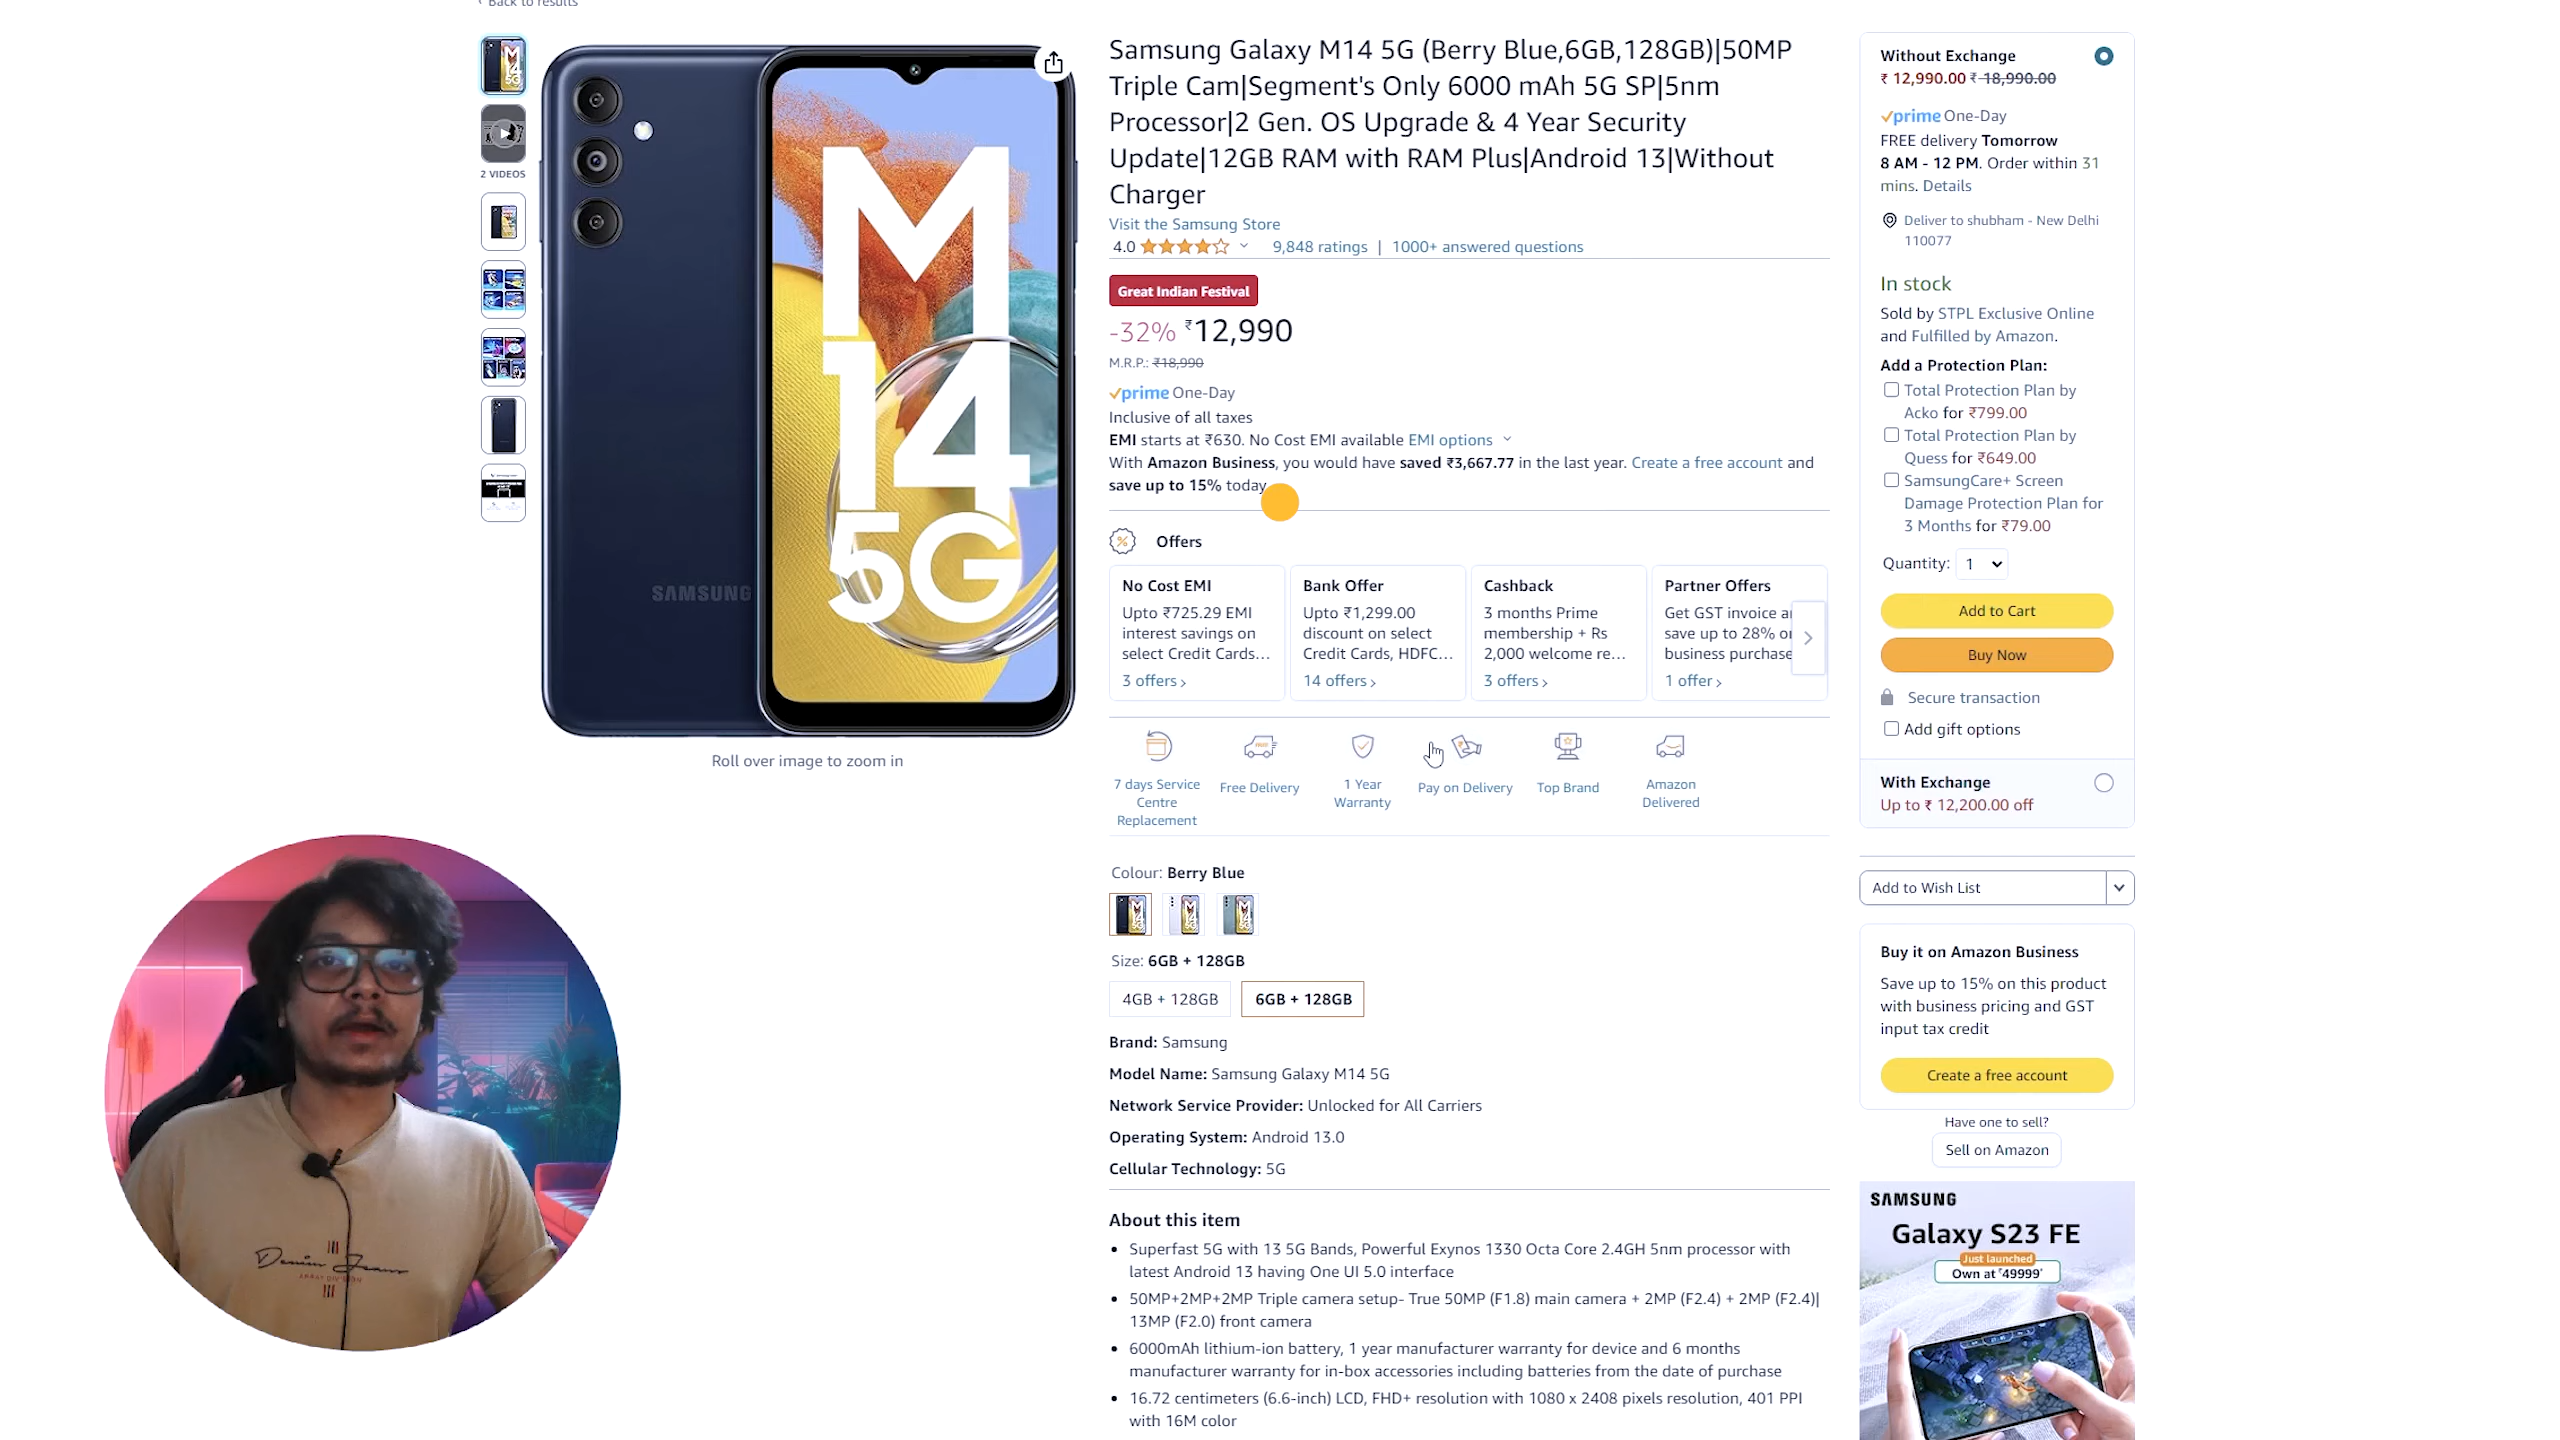 ‹ Back to results
2 VIDEOS
M
14
5G
SAMSUNG
Roll over image to zoom in
Samsung Galaxy M14 5G (Berry Blue,6GB,128GB)|50MP
Triple Cam|Segment's Only 6000 mAh 5G SP|5nm
Processor|2 Gen. OS Upgrade & 4 Year Security
Update|12GB RAM with RAM Plus|Android 13|Without
Charger
Visit the Samsung Store
4.0 9,848 ratings | 1000+ answered questions
Great Indian Festival
-32% ₹12,990
M.R.P.: ₹18,990
prime One-Day
Inclusive of all taxes
EMI starts at ₹630. No Cost EMI available EMI options
With Amazon Business, you would have saved ₹3,667.77 in the last year. Create a free account and
save up to 15% today
Offers
No Cost EMI
Upto ₹725.29 EMI
interest savings on
select Credit Cards…
3 offers ›
Bank Offer
Upto ₹1,299.00
discount on select
Credit Cards, HDFC…
14 offers ›
Cashback
3 months Prime
membership + Rs
2,000 welcome re…
3 offers ›
Partner Offers
Get GST invoice
save up to 28%
business purchase
1 offer ›
7 days Service
Centre
Replacement
Free Delivery
1 Year
Warranty
Pay on Delivery
Top Brand
Amazon
Delivered
Colour: Berry Blue
Size: 6GB + 128GB
4GB + 128GB
6GB + 128GB
Brand: Samsung
Model Name: Samsung Galaxy M14 5G
Network Service Provider: Unlocked for All Carriers
Operating System: Android 13.0
Cellular Technology: 5G
About this item
• Superfast 5G with 13 5G Bands, Powerful Exynos 1330 Octa Core 2.4GH 5nm processor with
latest Android 13 having One UI 5.0 interface
• 50MP+2MP+2MP Triple camera setup- True 50MP (F1.8) main camera + 2MP (F2.4) + 2MP (F2.4)|
13MP (F2.0) front camera
• 6000mAh lithium-ion battery, 1 year manufacturer warranty for device and 6 months
manufacturer warranty for in-box accessories including batteries from the date of purchase
• 16.72 centimeters (6.6-inch) LCD, FHD+ resolution with 1080 x 2408 pixels resolution, 401 PPI
with 16M color
Without Exchange
₹ 12,990.00 ₹ 18,990.00
prime One-Day
FREE delivery Tomorrow
8 AM - 12 PM. Order within 31
mins. Details
Deliver to shubham - New Delhi
110077
In stock
Sold by STPL Exclusive Online
and Fulfilled by Amazon.
Add a Protection Plan:
Total Protection Plan by
Acko for ₹799.00
Total Protection Plan by
Quess for ₹649.00
SamsungCare+ Screen
Damage Protection Plan for
3 Months for ₹79.00
Quantity: 1
Add to Cart
Buy Now
Secure transaction
Add gift options
With Exchange
Up to ₹ 12,200.00 off
Add to Wish List
Buy it on Amazon Business
Save up to 15% on this product
with business pricing and GST
input tax credit
Create a free account
Have one to sell?
Sell on Amazon
SAMSUNG
Galaxy S23 FE
Just launched
Own at ₹49999*
Denim Jeans